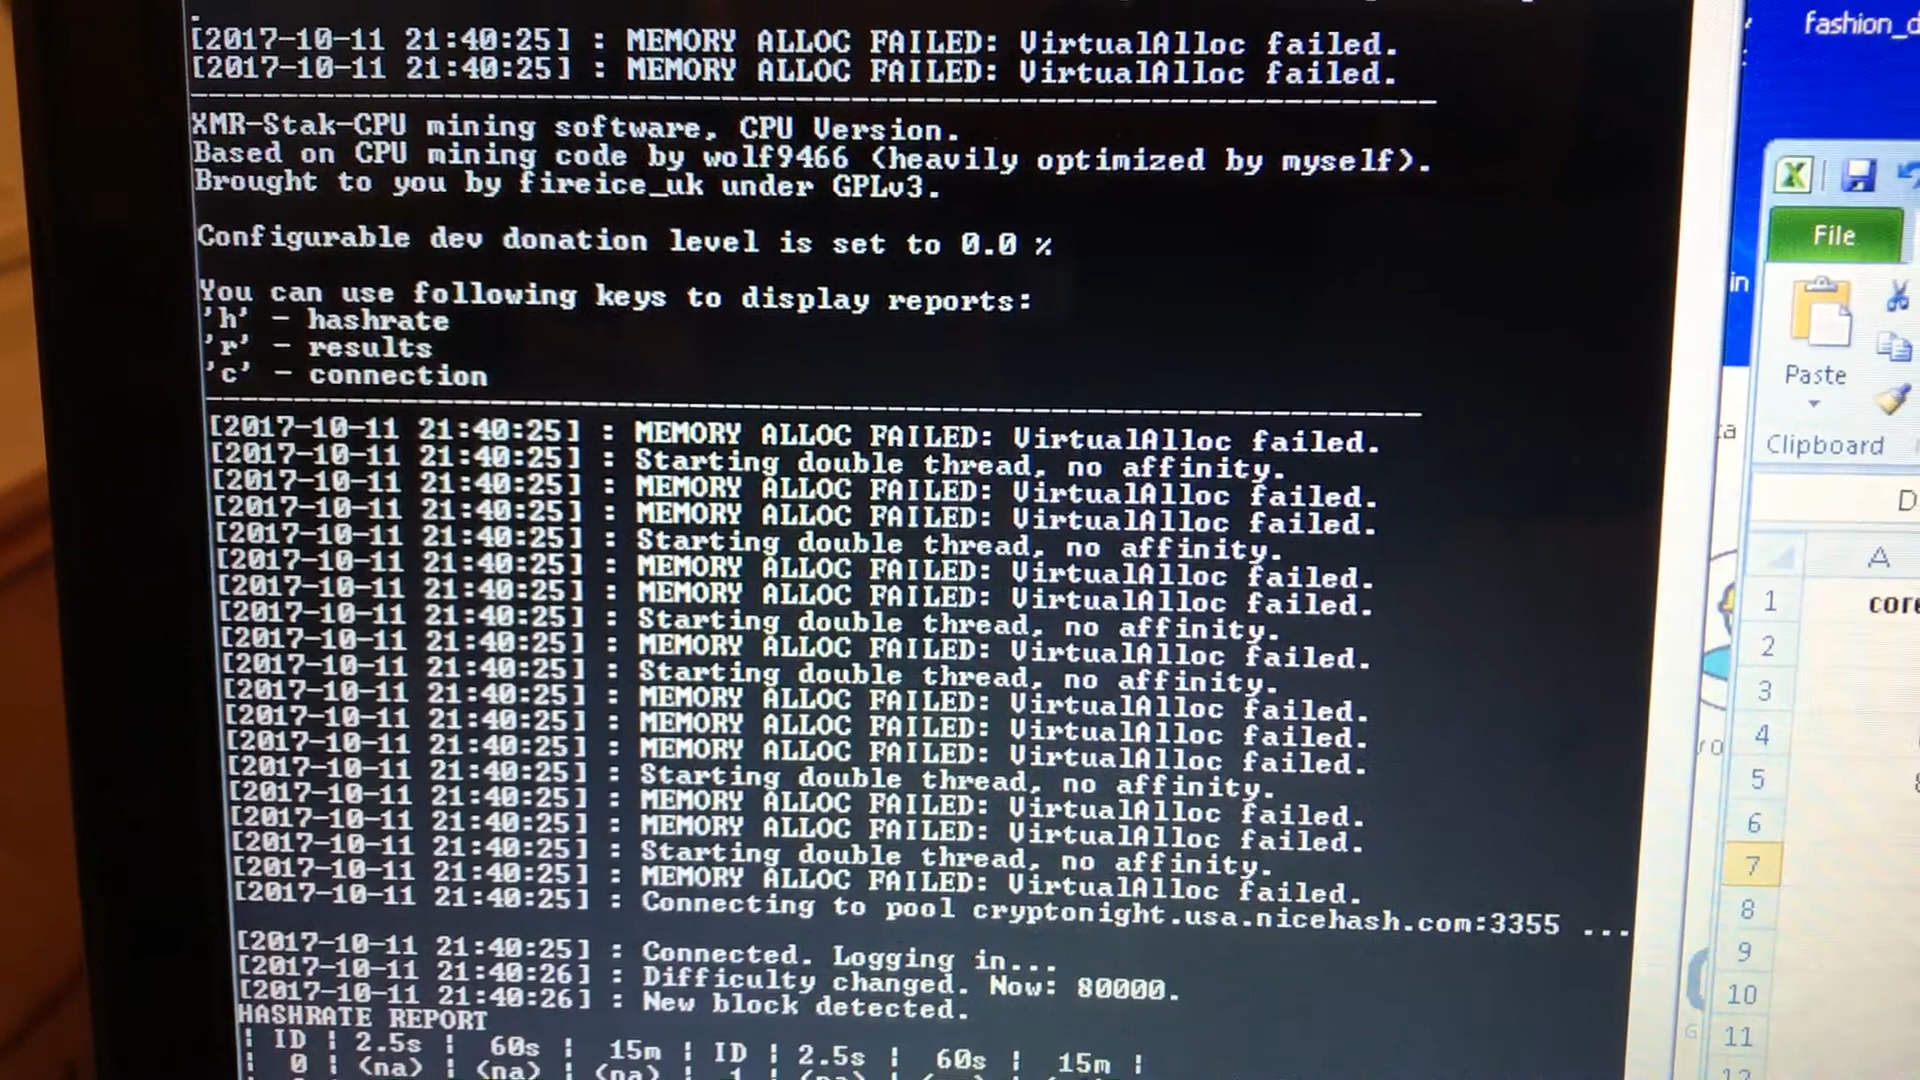 [2017-10-11 21:40:25] : MEMORY ALLOC FAILED: VirtualAlloc failed.
[2017-10-11 21:40:25] : MEMORY ALLOC FAILED: VirtualAlloc failed.
XMR-Stak-CPU mining software, CPU Version.
Based on CPU mining code by wolf9466 (heavily optimized by myself).
Brought to you by fireice_uk under GPLv3.
Configurable dev donation level is set to 0.0 %
You can use following keys to display reports:
'h' - hashrate
'r' - results
'c' - connection
[2017-10-11 21:40:25] : MEMORY ALLOC FAILED: VirtualAlloc failed.
[2017-10-11 21:40:25] : Starting double thread, no affinity.
[2017-10-11 21:40:25] : MEMORY ALLOC FAILED: VirtualAlloc failed.
[2017-10-11 21:40:25] : MEMORY ALLOC FAILED: VirtualAlloc failed.
[2017-10-11 21:40:25] : Starting double thread, no affinity.
[2017-10-11 21:40:25] : MEMORY ALLOC FAILED: VirtualAlloc failed.
[2017-10-11 21:40:25] : MEMORY ALLOC FAILED: VirtualAlloc failed.
[2017-10-11 21:40:25] : Starting double thread, no affinity.
[2017-10-11 21:40:25] : MEMORY ALLOC FAILED: VirtualAlloc failed.
[2017-10-11 21:40:25] : Starting double thread, no affinity.
[2017-10-11 21:40:25] : MEMORY ALLOC FAILED: VirtualAlloc failed.
[2017-10-11 21:40:25] : MEMORY ALLOC FAILED: VirtualAlloc failed.
[2017-10-11 21:40:25] : MEMORY ALLOC FAILED: VirtualAlloc failed.
[2017-10-11 21:40:25] : Starting double thread, no affinity.
[2017-10-11 21:40:25] : MEMORY ALLOC FAILED: VirtualAlloc failed.
[2017-10-11 21:40:25] : MEMORY ALLOC FAILED: VirtualAlloc failed.
[2017-10-11 21:40:25] : Starting double thread, no affinity.
[2017-10-11 21:40:25] : MEMORY ALLOC FAILED: VirtualAlloc failed.
[2017-10-11 21:40:25] : Connecting to pool cryptonight.usa.nicehash.com:3355 ...
[2017-10-11 21:40:25] : Connected. Logging in...
[2017-10-11 21:40:26] : Difficulty changed. Now: 80000.
[2017-10-11 21:40:26] : New block detected.
HASHRATE REPORT
| ID | 2.5s | 60s | 15m | ID | 2.5s | 60s | 15m |
| 0 | (na) | (na) | (na) | 1
fashion_d
File
Paste
Clipboard
D
A
1 core
2
3
4
5
6
7
8
9
10
11
12